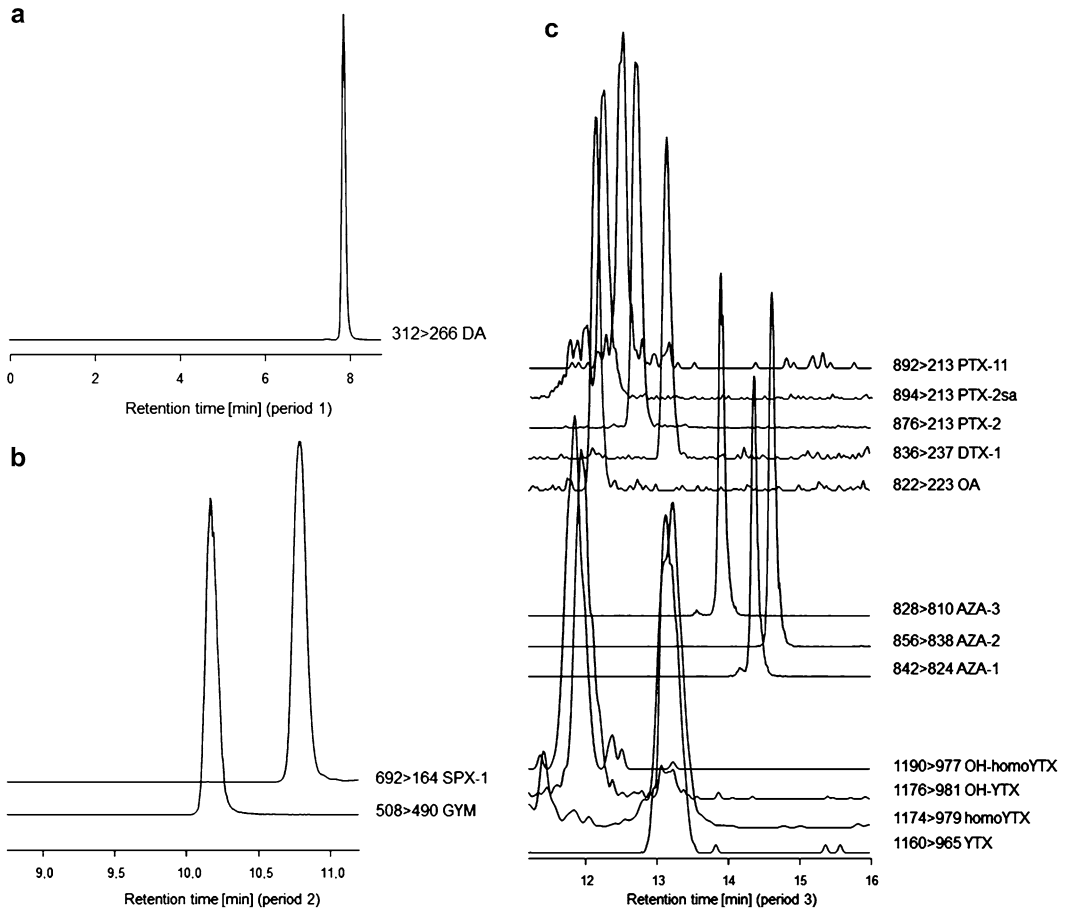 a
312>266 DA
0 2 4 6 8
Retention time [min] (period 1)
b
692>164 SPX-1
508>490 GYM
9.0 9.5 10.0 10.5 11.0
Retention time [min] (period 2)
c
892>213 PTX-11
894>213 PTX-2sa
876>213 PTX-2
836>237 DTX-1
822>223 OA
828>810 AZA-3
856>838 AZA-2
842>824 AZA-1
1190>977 OH-homoYTX
1176>981 OH-YTX
1174>979 homoYTX
1160>965 YTX
12 13 14 15 16
Retention time [min] (period 3)